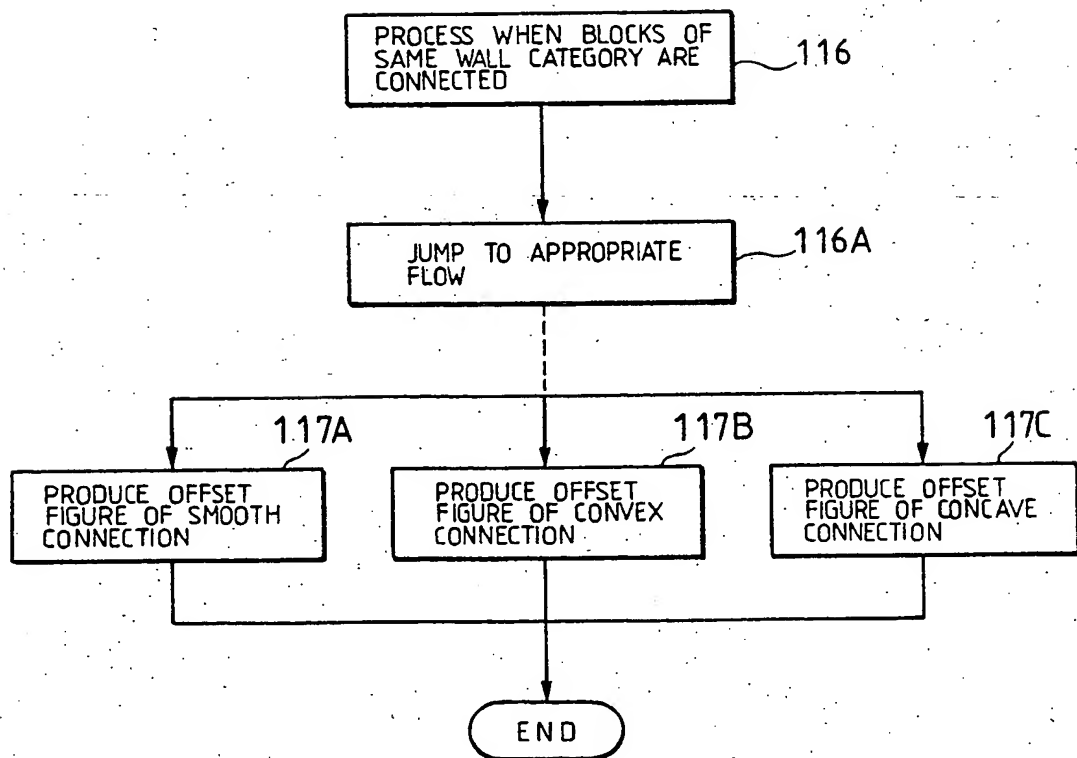 PROCESS WHEN BLOCKS OF
SAME WALL CATEGORY ARE
CONNECTED
116
JUMP TO APPROPRIATE
FLOW
116A
117A
117B
117C
PRODUCE OFFSET
FIGURE OF SMOOTH
CONNECTION
PRODUCE OFFSET
FIGURE OF CONVEX
CONNECTION
PRODUCE OFFSET
FIGURE OF CONCAVE
CONNECTION
END